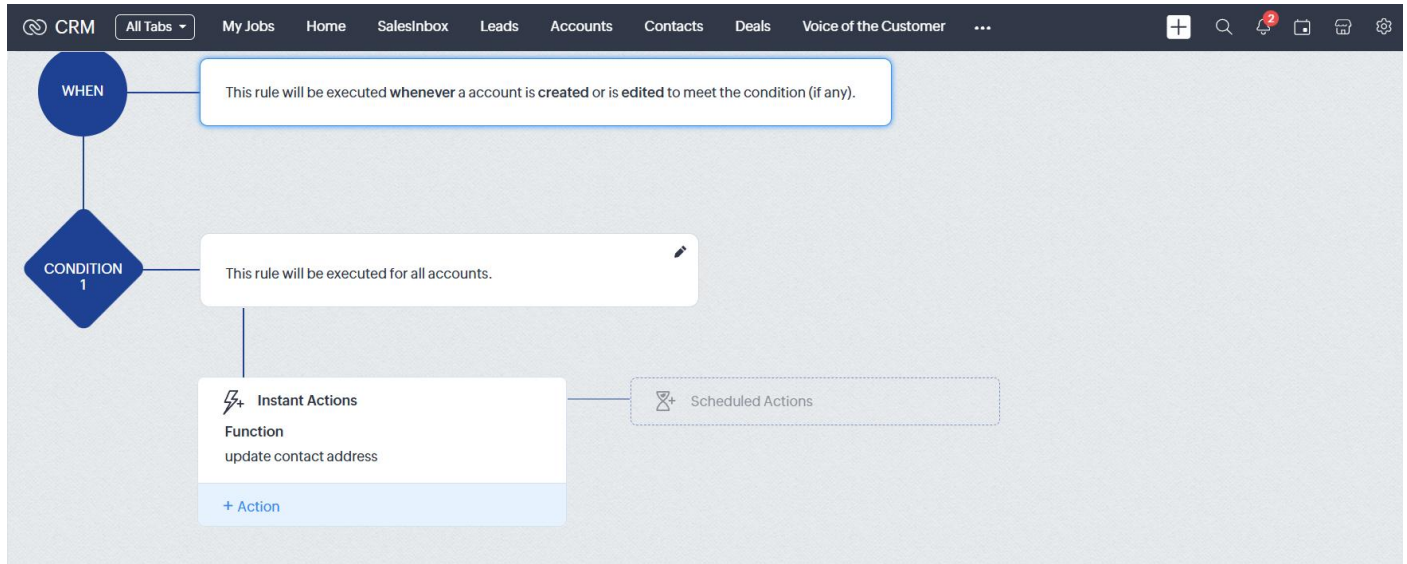 CRM All Tabs My Jobs Home SalesInbox Leads Accounts Contacts Deals Voice of the Customer ••• 2
WHEN
This rule will be executed whenever a account is created or is edited to meet the condition (if any).
CONDITION
1
This rule will be executed for all accounts.
Instant Actions
Scheduled Actions
Function
update contact address
+ Action